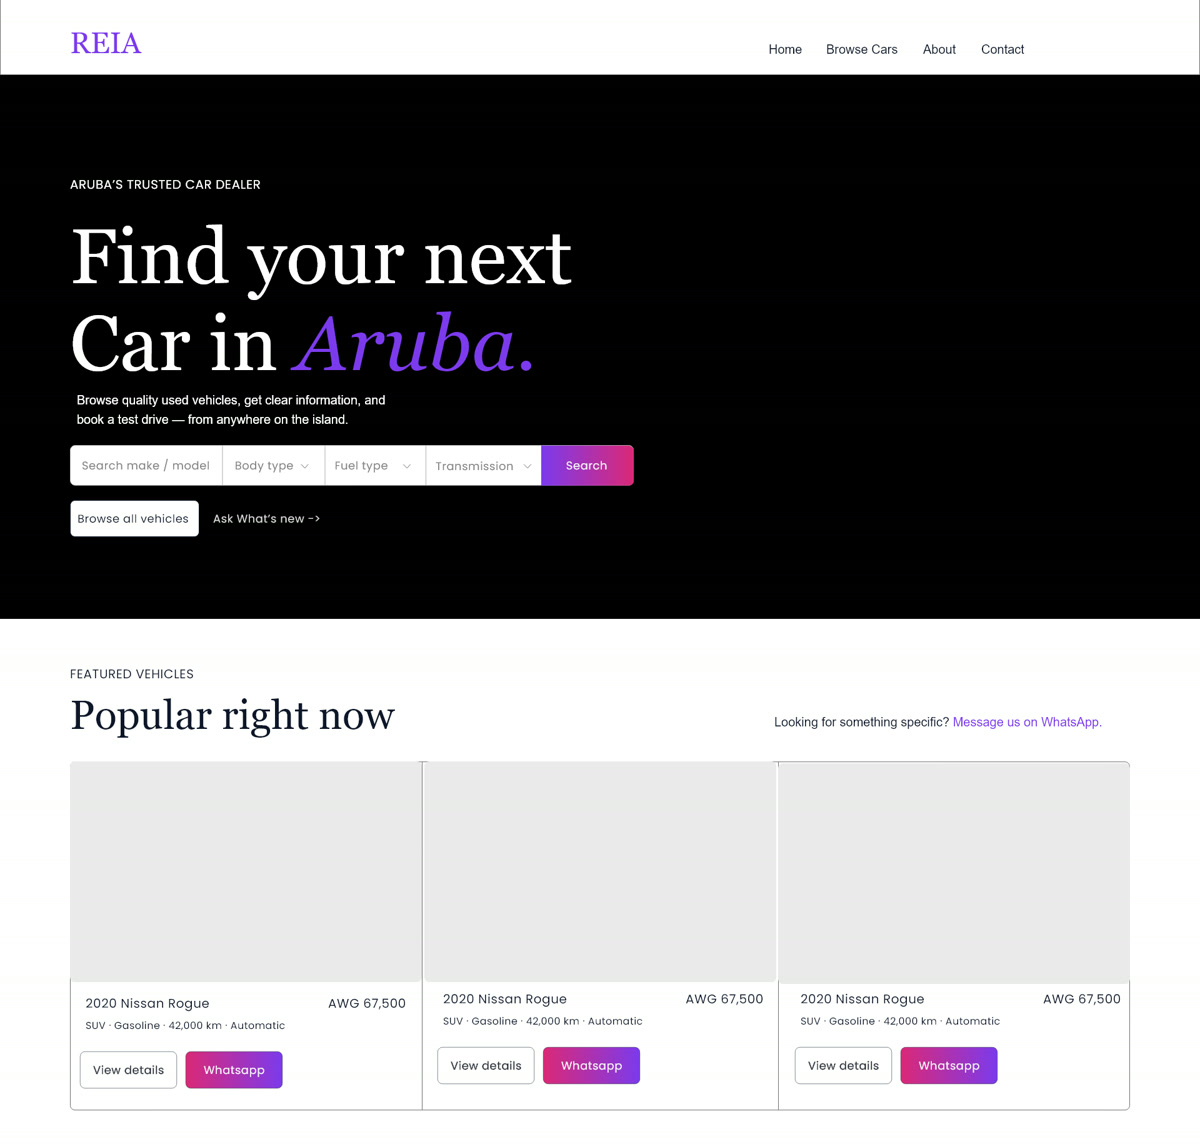 REIA
Home Browse Cars About Contact
ARUBA’S TRUSTED CAR DEALER
Find your next
Car in Aruba.
Browse quality used vehicles, get clear information, and
book a test drive — from anywhere on the island.
Search make / model Body type Fuel type Transmission Search
Browse all vehicles Ask What’s new ->
FEATURED VEHICLES
Popular right now
Looking for something specific? Message us on WhatsApp.
2020 Nissan Rogue AWG 67,500
SUV · Gasoline · 42,000 km · Automatic
View details Whatsapp
2020 Nissan Rogue AWG 67,500
SUV · Gasoline · 42,000 km · Automatic
View details Whatsapp
2020 Nissan Rogue AWG 67,500
SUV · Gasoline · 42,000 km · Automatic
View details Whatsapp